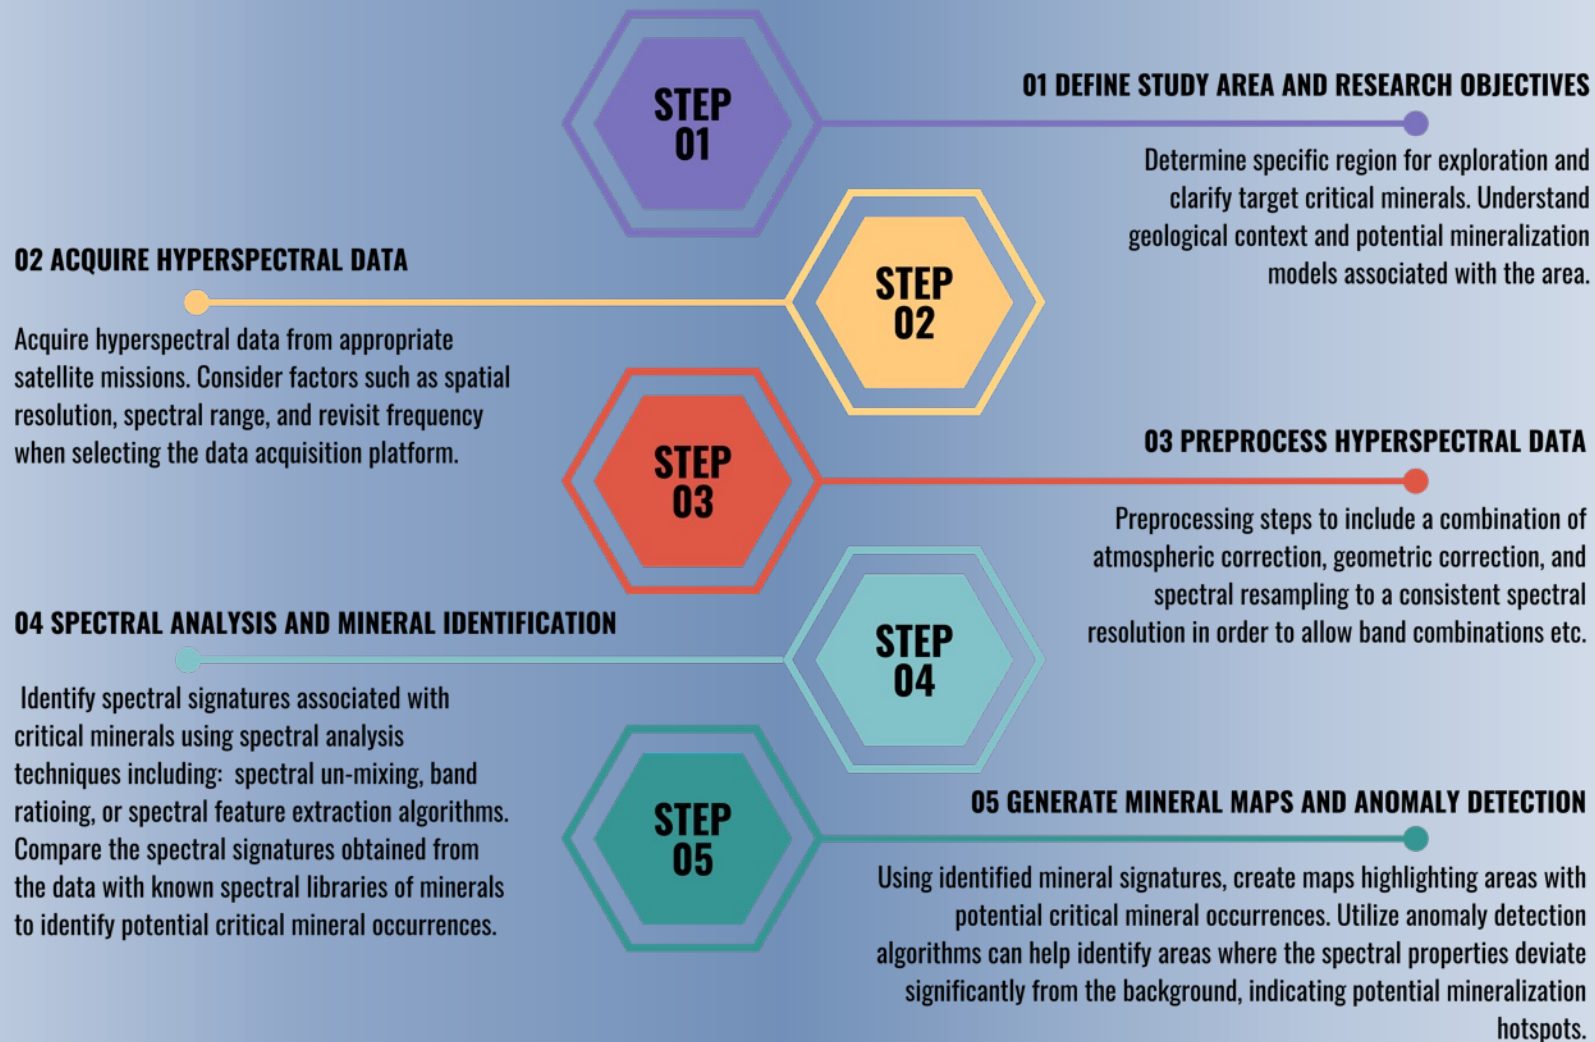 STEP
01
01 DEFINE STUDY AREA AND RESEARCH OBJECTIVES
Determine specific region for exploration and
clarify target critical minerals. Understand
geological context and potential mineralization
models associated with the area.
02 ACQUIRE HYPERSPECTRAL DATA
STEP
02
Acquire hyperspectral data from appropriate
satellite missions. Consider factors such as spatial
resolution, spectral range, and revisit frequency
when selecting the data acquisition platform.
STEP
03
03 PREPROCESS HYPERSPECTRAL DATA
Preprocessing steps to include a combination of
atmospheric correction, geometric correction, and
spectral resampling to a consistent spectral
resolution in order to allow band combinations etc.
04 SPECTRAL ANALYSIS AND MINERAL IDENTIFICATION
STEP
04
Identify spectral signatures associated with
critical minerals using spectral analysis
techniques including: spectral un-mixing, band
ratioing, or spectral feature extraction algorithms.
Compare the spectral signatures obtained from
the data with known spectral libraries of minerals
to identify potential critical mineral occurrences.
STEP
05
05 GENERATE MINERAL MAPS AND ANOMALY DETECTION
Using identified mineral signatures, create maps highlighting areas with
potential critical mineral occurrences. Utilize anomaly detection
algorithms can help identify areas where the spectral properties deviate
significantly from the background, indicating potential mineralization
hotspots.